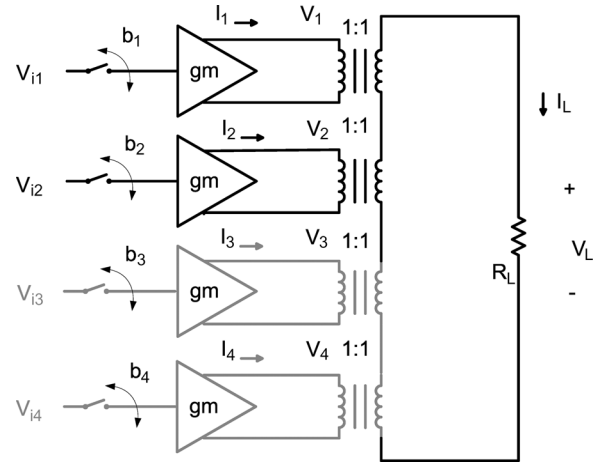 I1 V1 1:1
b1
Vi1 gm
IL
I2 V2 1:1
b2
Vi2 gm
+
I3 V3 1:1
b3
VL
RL
Vi3 gm
-
I4 V4 1:1
b4
Vi4 gm